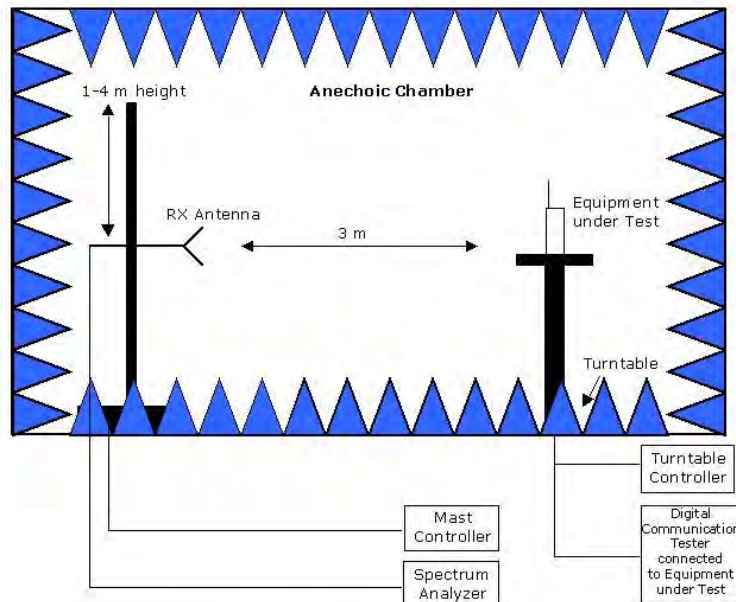 1-4 m height
Anechoic Chamber
RX Antenna
3 m
Equipment
under Test
Turntable
Turntable
Controller
Mast
Controller
Spectrum
Analyzer
Digital
Communication
Tester
connected
to Equipment
under Test